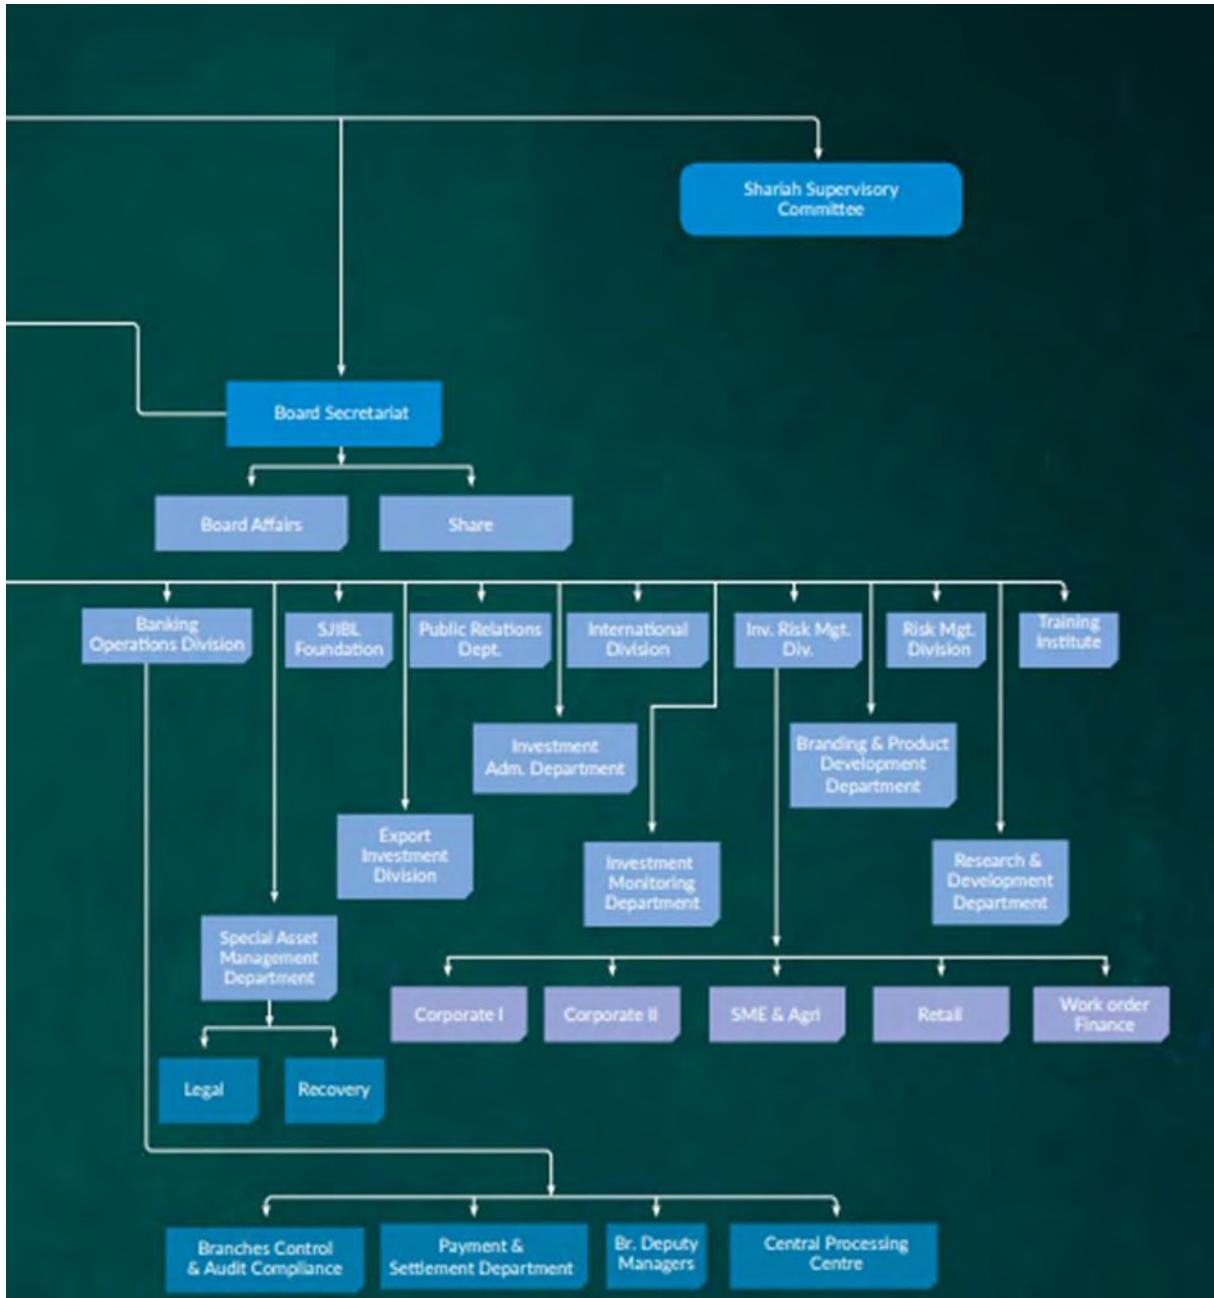 Shariah Supervisory
Committee
Board Secretariat
Board Affairs
Share
Banking
Operations Division
SJIBL
Foundation
Public Relations
Dept.
International
Division
Inv. Risk Mgt.
Div.
Risk Mgt.
Division
Training
Institute
Investment
Adm. Department
Branding & Product
Development
Department
Export
Investment
Division
Investment
Monitoring
Department
Research &
Development
Department
Special Asset
Management
Department
Corporate I
Corporate II
SME & Agri
Retail
Work order
Finance
Legal
Recovery
Branches Control
& Audit Compliance
Payment &
Settlement Department
Br. Deputy
Managers
Central Processing
Centre